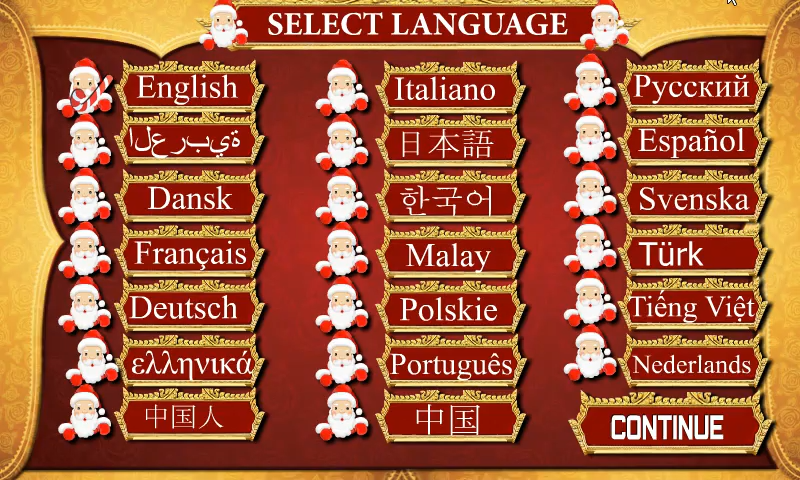 SELECT LANGUAGE
English
Italiano
Русский
العربية
日本語
Español
Dansk
한국어
Svenska
Français
Malay
Türk
Deutsch
Polskie
Tiếng Việt
ελληνικά
Português
Nederlands
中国人
中国
CONTINUE